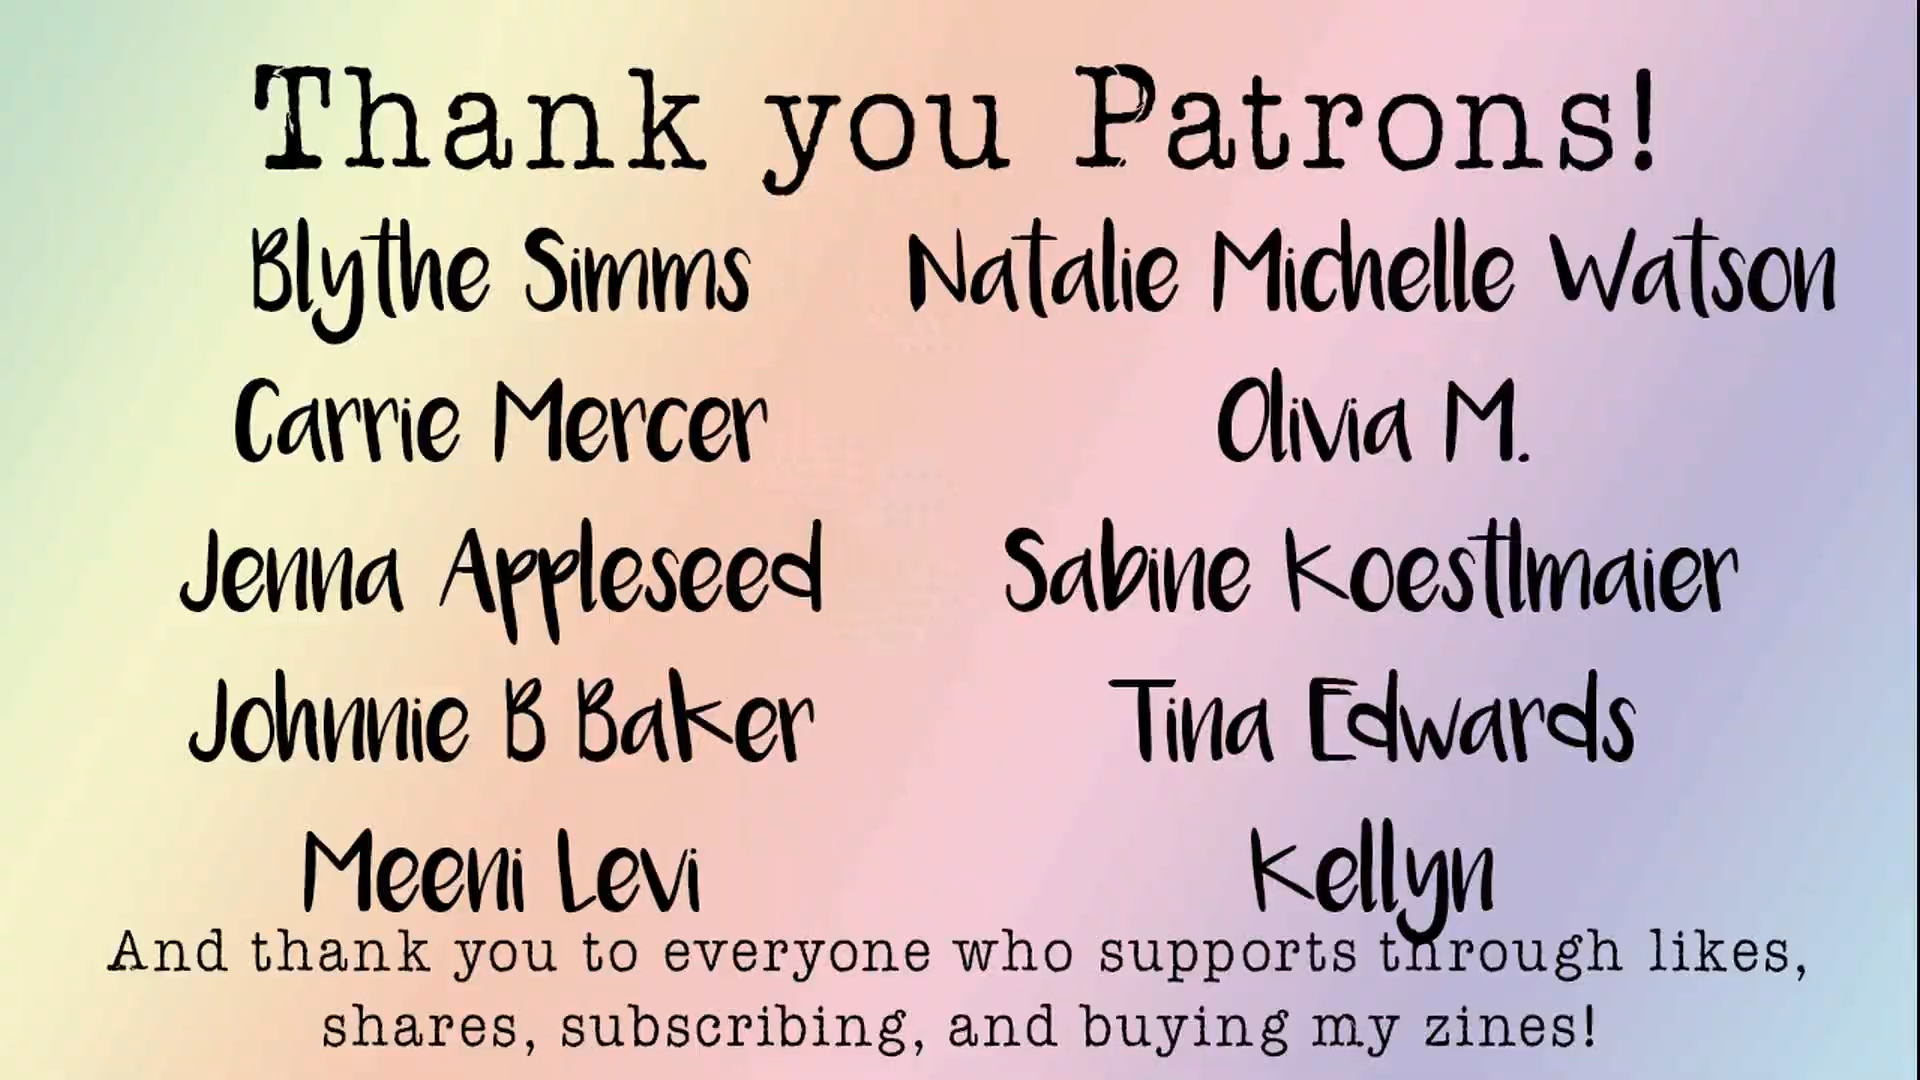 Thank you Patrons!
Blythe Simms
Natalie Michelle Watson
Carrie Mercer
Olivia M.
Jenna Appleseed
Sabine Koestlmaier
Johnnie B Baker
Tina Edwards
Meeni Levi
Kellyn
And thank you to everyone who supports through likes,
shares, subscribing, and buying my zines!